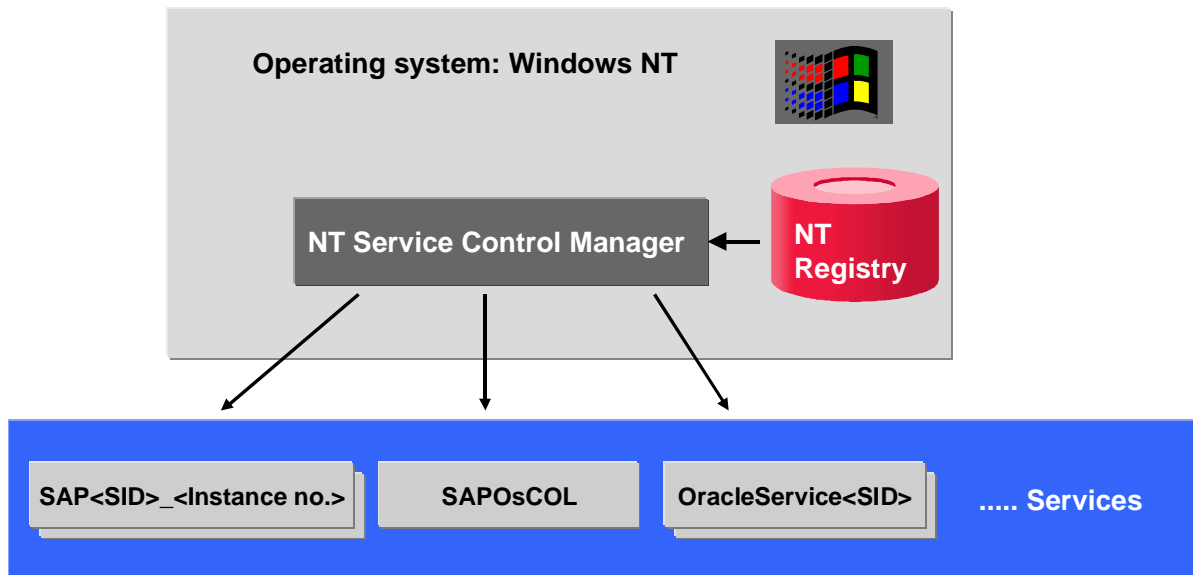 Operating system: Windows NT
NT Service Control Manager
NT
Registry
SAP<SID>_<Instance no.>
SAPOsCOL
OracleService<SID>
..... Services